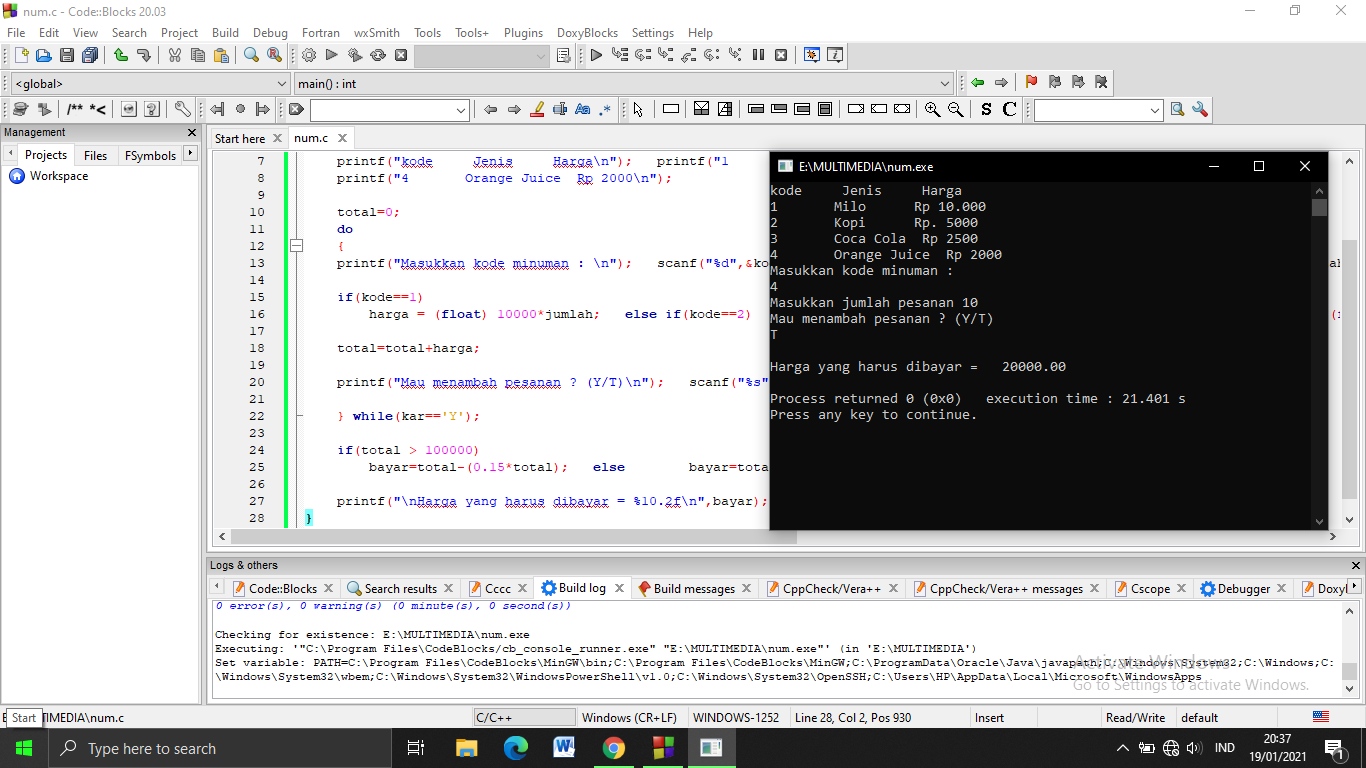 num.c - Code::Blocks 20.03
File Edit View Search Project Build Debug Fortran wxSmith Tools Tools+ Plugins DoxyBlocks Settings Help
<global>
main() : int
/** *<
Aa .*
S C
Management
Projects Files FSymbols
Workspace
Start here num.c
7 printf("kode Jenis Harga\n"); printf("1
8 printf("4 Orange Juice Rp 2000\n");
9
10 total=0;
11 do
12 {
13 printf("Masukkan kode minuman : \n"); scanf("%d",&ko
14
15 if(kode==1)
16 harga = (float) 10000*jumlah; else if(kode==2)
17
18 total=total+harga;
19
20 printf("Mau menambah pesanan ? (Y/T)\n"); scanf("%s"
21
22 } while(kar=='Y');
23
24 if(total > 100000)
25 bayar=total-(0.15*total); else bayar=tota
26
27 printf("\nHarga yang harus dibayar = %10.2f\n",bayar);
28 }
E:\MULTIMEDIA\num.exe
kode Jenis Harga
1 Milo Rp 10.000
2 Kopi Rp. 5000
3 Coca Cola Rp 2500
4 Orange Juice Rp 2000
Masukkan kode minuman :
4
Masukkan jumlah pesanan 10
Mau menambah pesanan ? (Y/T)
T
Harga yang harus dibayar = 20000.00
Process returned 0 (0x0) execution time : 21.401 s
Press any key to continue.
Logs & others
Code::Blocks Search results Cccc Build log Build messages CppCheck/Vera++ CppCheck/Vera++ messages Cscope Debugger Doxyl
0 error(s), 0 warning(s) (0 minute(s), 0 second(s))
Checking for existence: E:\MULTIMEDIA\num.exe
Executing: '"C:\Program Files\CodeBlocks/cb_console_runner.exe" "E:\MULTIMEDIA\num.exe"' (in 'E:\MULTIMEDIA')
Set variable: PATH=C:\Program Files\CodeBlocks\MinGW\bin;C:\Program Files\CodeBlocks\MinGW;C:\ProgramData\Oracle\Java\javapath;C:\Windows\System32;C:\Windows;C:
\Windows\System32\wbem;C:\Windows\System32\WindowsPowerShell\v1.0;C:\Windows\System32\OpenSSH;C:\Users\HP\AppData\Local\Microsoft\WindowsApps
Activate Windows
Go to Settings to activate Windows.
Start
IMEDIA\num.c C/C++ Windows (CR+LF) WINDOWS-1252 Line 28, Col 2, Pos 930 Insert Read/Write default
Type here to search
IND
20:37
19/01/2021
1